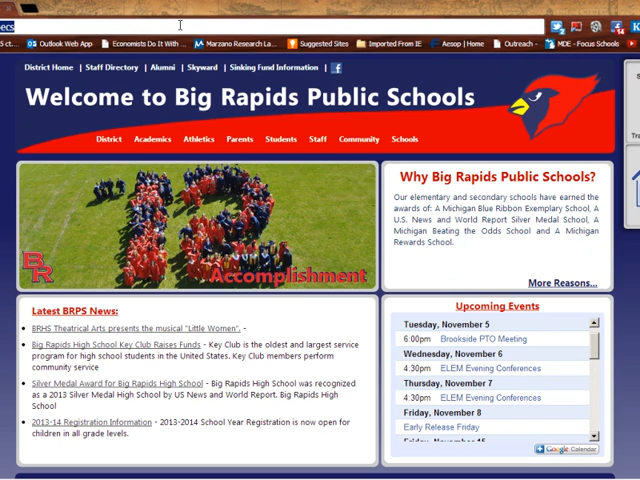 ecs
5 ct... Outlook Web App Economists Do It With ... Marzano Research La... Suggested Sites Imported From IE Aesop | Home Outreach - MDE - Focus Schools
District Home | Staff Directory | Alumni | Skyward | Sinking Fund Information |
Welcome to Big Rapids Public Schools
District Academics Athletics Parents Students Staff Community Schools
BR
Accomplishment
Why Big Rapids Public Schools?
Our elementary and secondary schools have earned the
awards of: A Michigan Blue Ribbon Exemplary School, A
U.S. News and World Report Silver Medal School, A
Michigan Beating the Odds School and A Michigan
Rewards School.
More Reasons...
Latest BRPS News:
BRHS Theatrical Arts presents the musical "Little Women". -
Big Rapids High School Key Club Raises Funds - Key Club is the oldest and largest service
program for high school students in the United States. Key Club members perform
community service
Silver Medal Award for Big Rapids High School - Big Rapids High School was recognized
as a 2013 Silver Medal High School by US News and World Report. Big Rapids High
School
2013-14 Registration Information - 2013-2014 School Year Registration is now open for
children in all grade levels.
Upcoming Events
Tuesday, November 5
6:00pm Brookside PTO Meeting
Wednesday, November 6
4:30pm ELEM Evening Conferences
Thursday, November 7
4:30pm ELEM Evening Conferences
Friday, November 8
Early Release Friday
Friday, November 15
Google Calendar